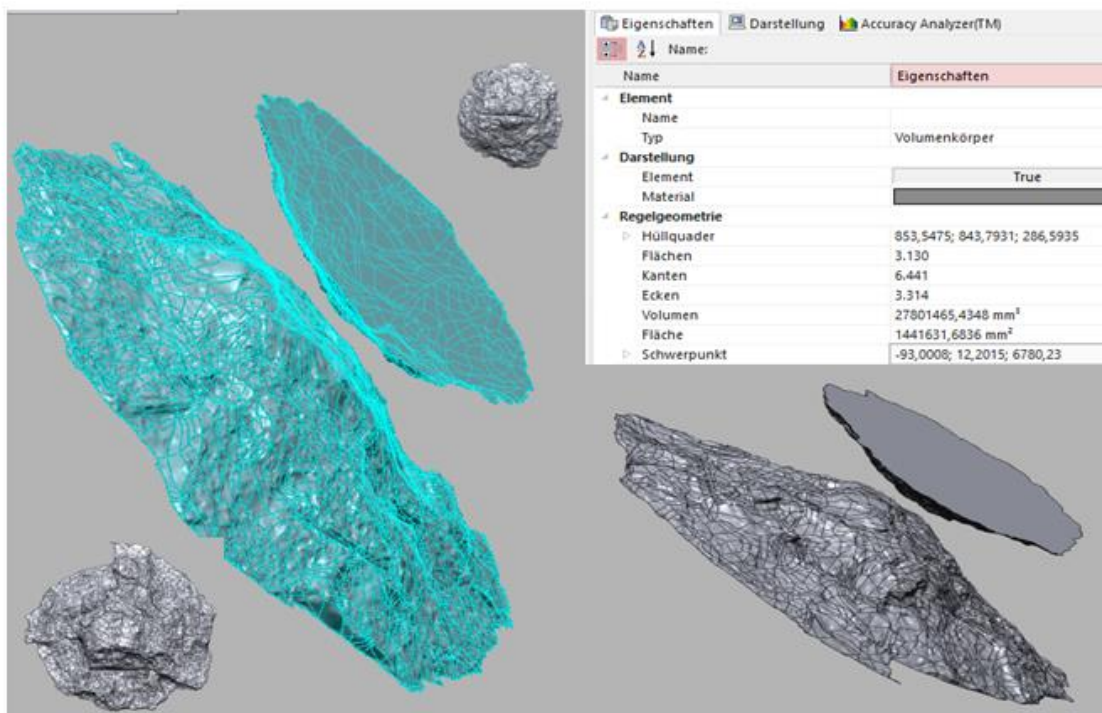 Eigenschaften Darstellung Accuracy Analyzer(TM)
Name:
Name Eigenschaften
Element
Name
Typ Volumenkörper
Darstellung
Element True
Material
Regelgeometrie
Hüllquader 853,5475; 843,7931; 286,5935
Flächen 3.130
Kanten 6.441
Ecken 3.314
Volumen 27801465,4348 mm³
Fläche 1441631,6836 mm²
Schwerpunkt -93,0008; 12,2015; 6780,23